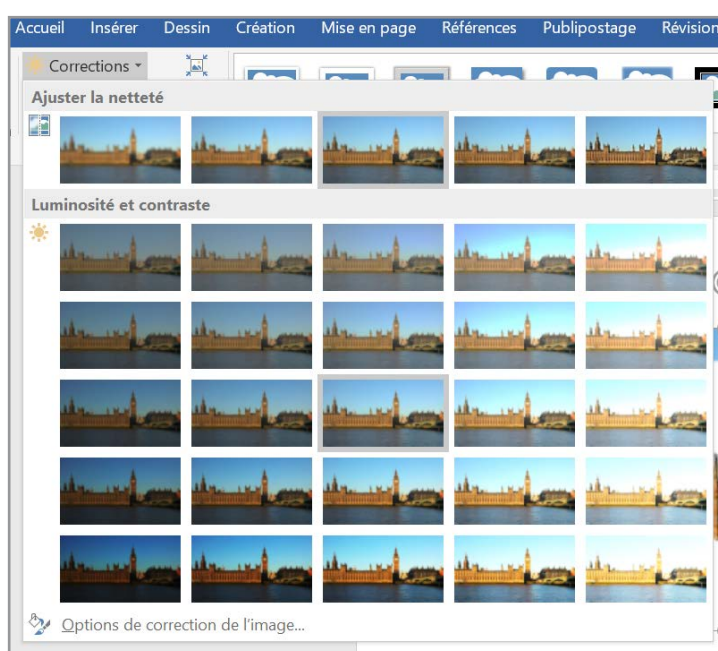 Accueil Insérer Dessin Création Mise en page Références Publipostage Révision
Corrections
Ajuster la netteté
Luminosité et contraste
Options de correction de l'image...